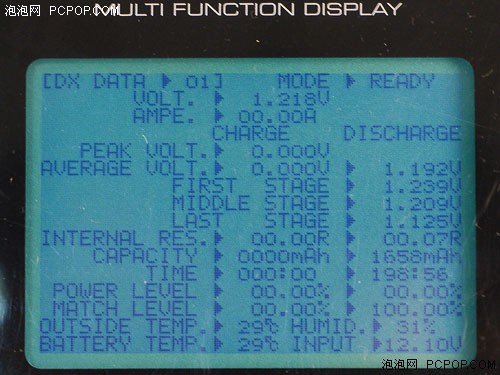 泡泡网 PCPOP.COM
MULTI FUNCTION DISPLAY
[DX DATA ▶ 01] MODE ▶ READY
VOLT. ▶ 1.218V
AMPE. ▶ 00.00A
CHARGE DISCHARGE
PEAK VOLT. ▶ 0.000V
AVERAGE VOLT. ▶ 0.000V ▶ 1.192V
FIRST STAGE ▶ 1.239V
MIDDLE STAGE ▶ 1.209V
LAST STAGE ▶ 1.125V
INTERNAL RES. ▶ 00.00R ▶ 00.07R
CAPACITY ▶ 0000mAh ▶ 1658mAh
TIME ▶ 000:00 ▶ 198:56
POWER LEVEL ▶ 00.00% 00.00%
MATCH LEVEL ▶ 00.00% ▶ 100.00%
OUTSIDE TEMP. ▶ 29℃ HUMID. ▶ 31%
BATTERY TEMP. ▶ 29℃ INPUT ▶ 12.10V
泡泡网 PCPOP.COM